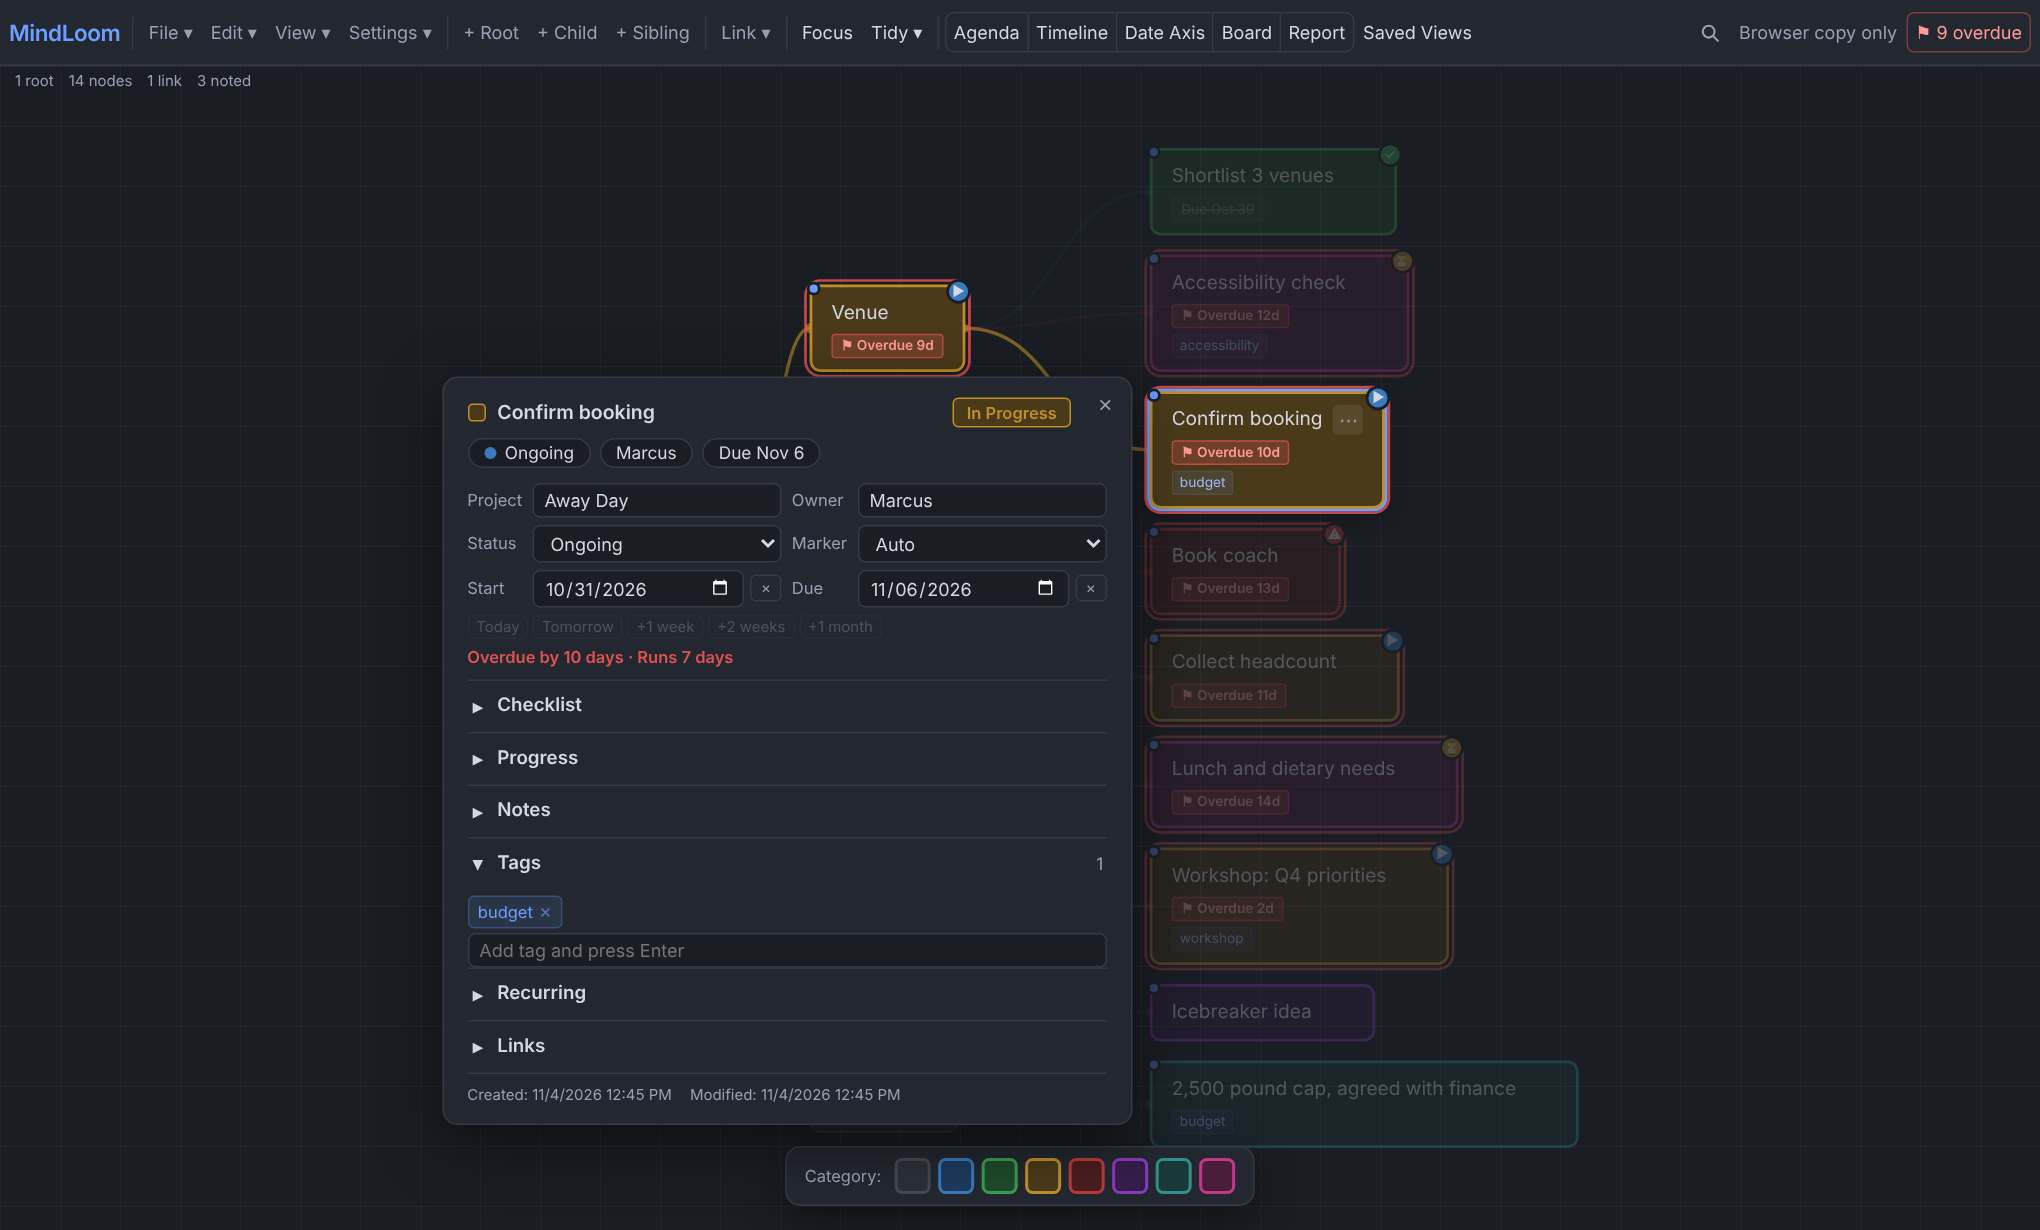 MindLoom File ▾ Edit ▾ View ▾ Settings ▾ + Root + Child + Sibling Link ▾ Focus Tidy ▾ Agenda Timeline Date Axis Board Report Saved Views Browser copy only 9 overdue
1 root 14 nodes 1 link 3 noted
Shortlist 3 venues
Due Oct 30
Accessibility check
Overdue 12d
accessibility
Venue
Overdue 9d
Confirm booking ...
Overdue 10d
budget
Book coach
Overdue 13d
Collect headcount
Overdue 11d
Lunch and dietary needs
Overdue 14d
Workshop: Q4 priorities
Overdue 2d
workshop
Icebreaker idea
2,500 pound cap, agreed with finance
budget
Confirm booking In Progress ×
Ongoing Marcus Due Nov 6
Project Away Day Owner Marcus
Status Ongoing Marker Auto
Start 10/31/2026 × Due 11/06/2026 ×
Today Tomorrow +1 week +2 weeks +1 month
Overdue by 10 days · Runs 7 days
▶ Checklist
▶ Progress
▶ Notes
▼ Tags 1
budget ×
Add tag and press Enter
▶ Recurring
▶ Links
Created: 11/4/2026 12:45 PM Modified: 11/4/2026 12:45 PM
Category: